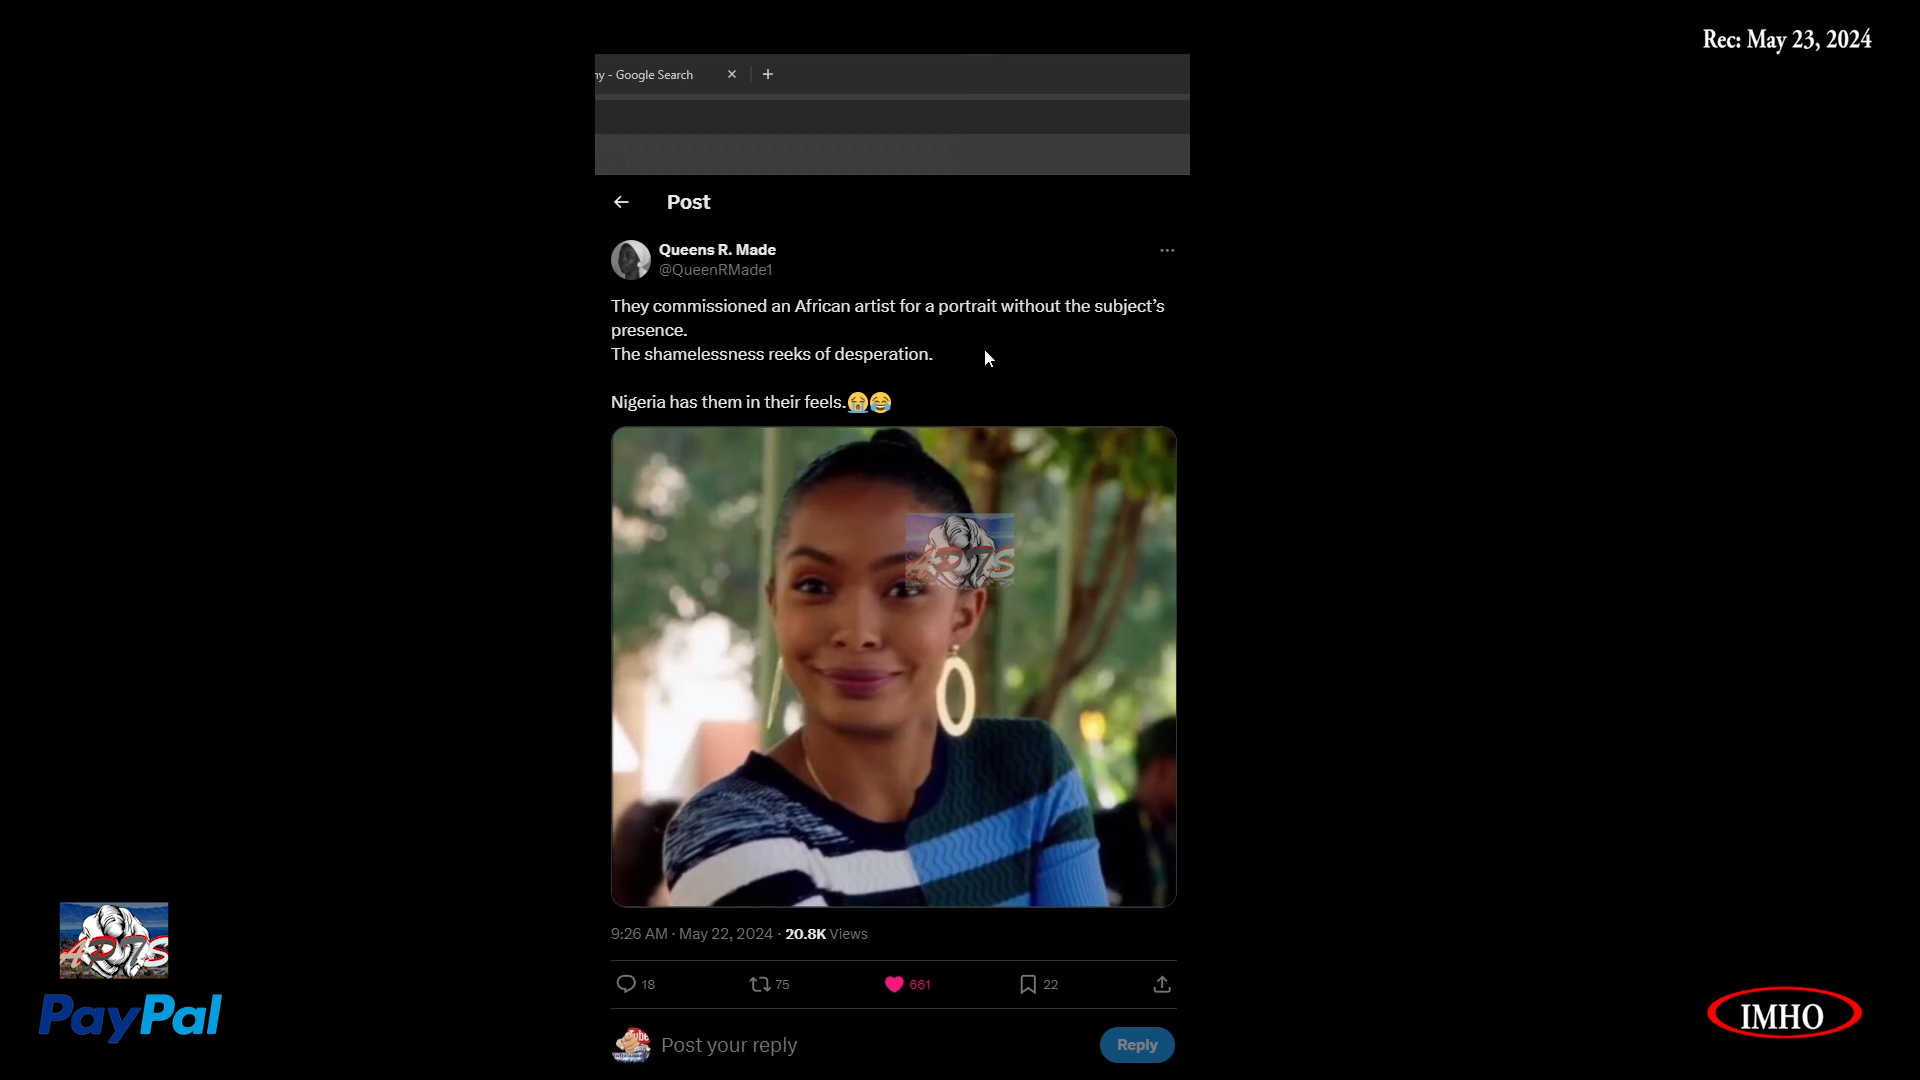 Rec: May 23, 2024
ny - Google Search
Post
Queens R. Made
@QueenRMade1
They commissioned an African artist for a portrait without the subject’s
presence.
The shamelessness reeks of desperation.
Nigeria has them in their feels.😭😂
9:26 AM · May 22, 2024 · 20.8K Views
18 75 661 22
Post your reply
Reply
PayPal
IMHO